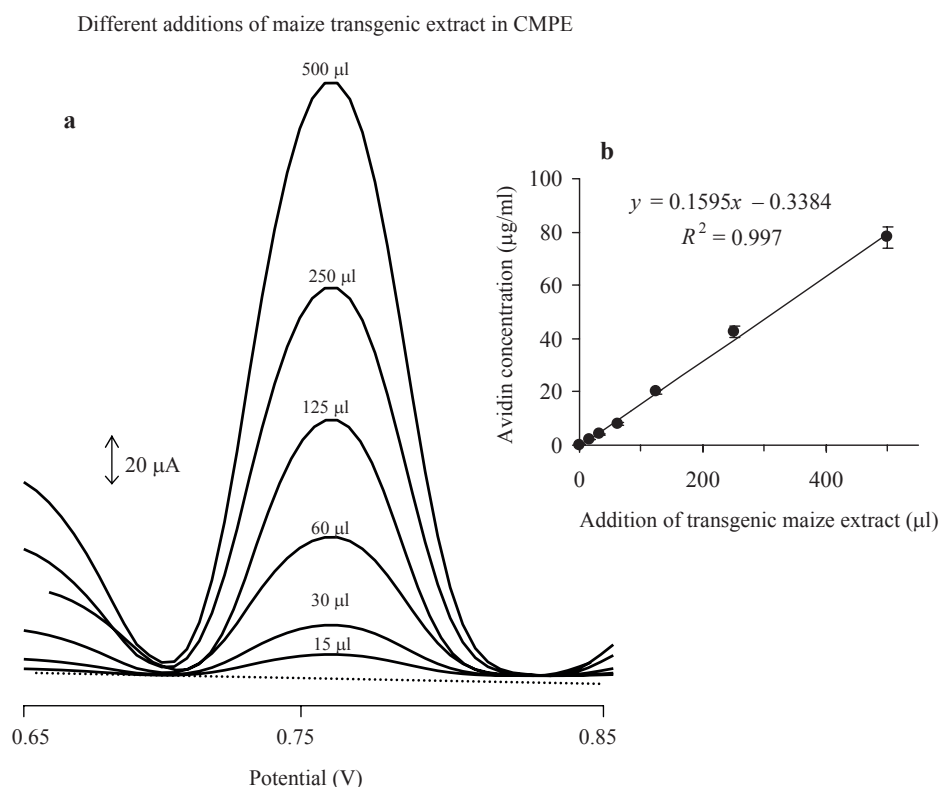 Different additions of maize transgenic extract in CMPE
500 µl
a
250 µl
125 µl
20 µA
60 µl
30 µl
15 µl
0.65
0.75
0.85
Potential (V)
b
Avidin concentration (µg/ml)
100
80
60
40
20
0
y = 0.1595x – 0.3384
R² = 0.997
0
200
400
Addition of transgenic maize extract (µl)